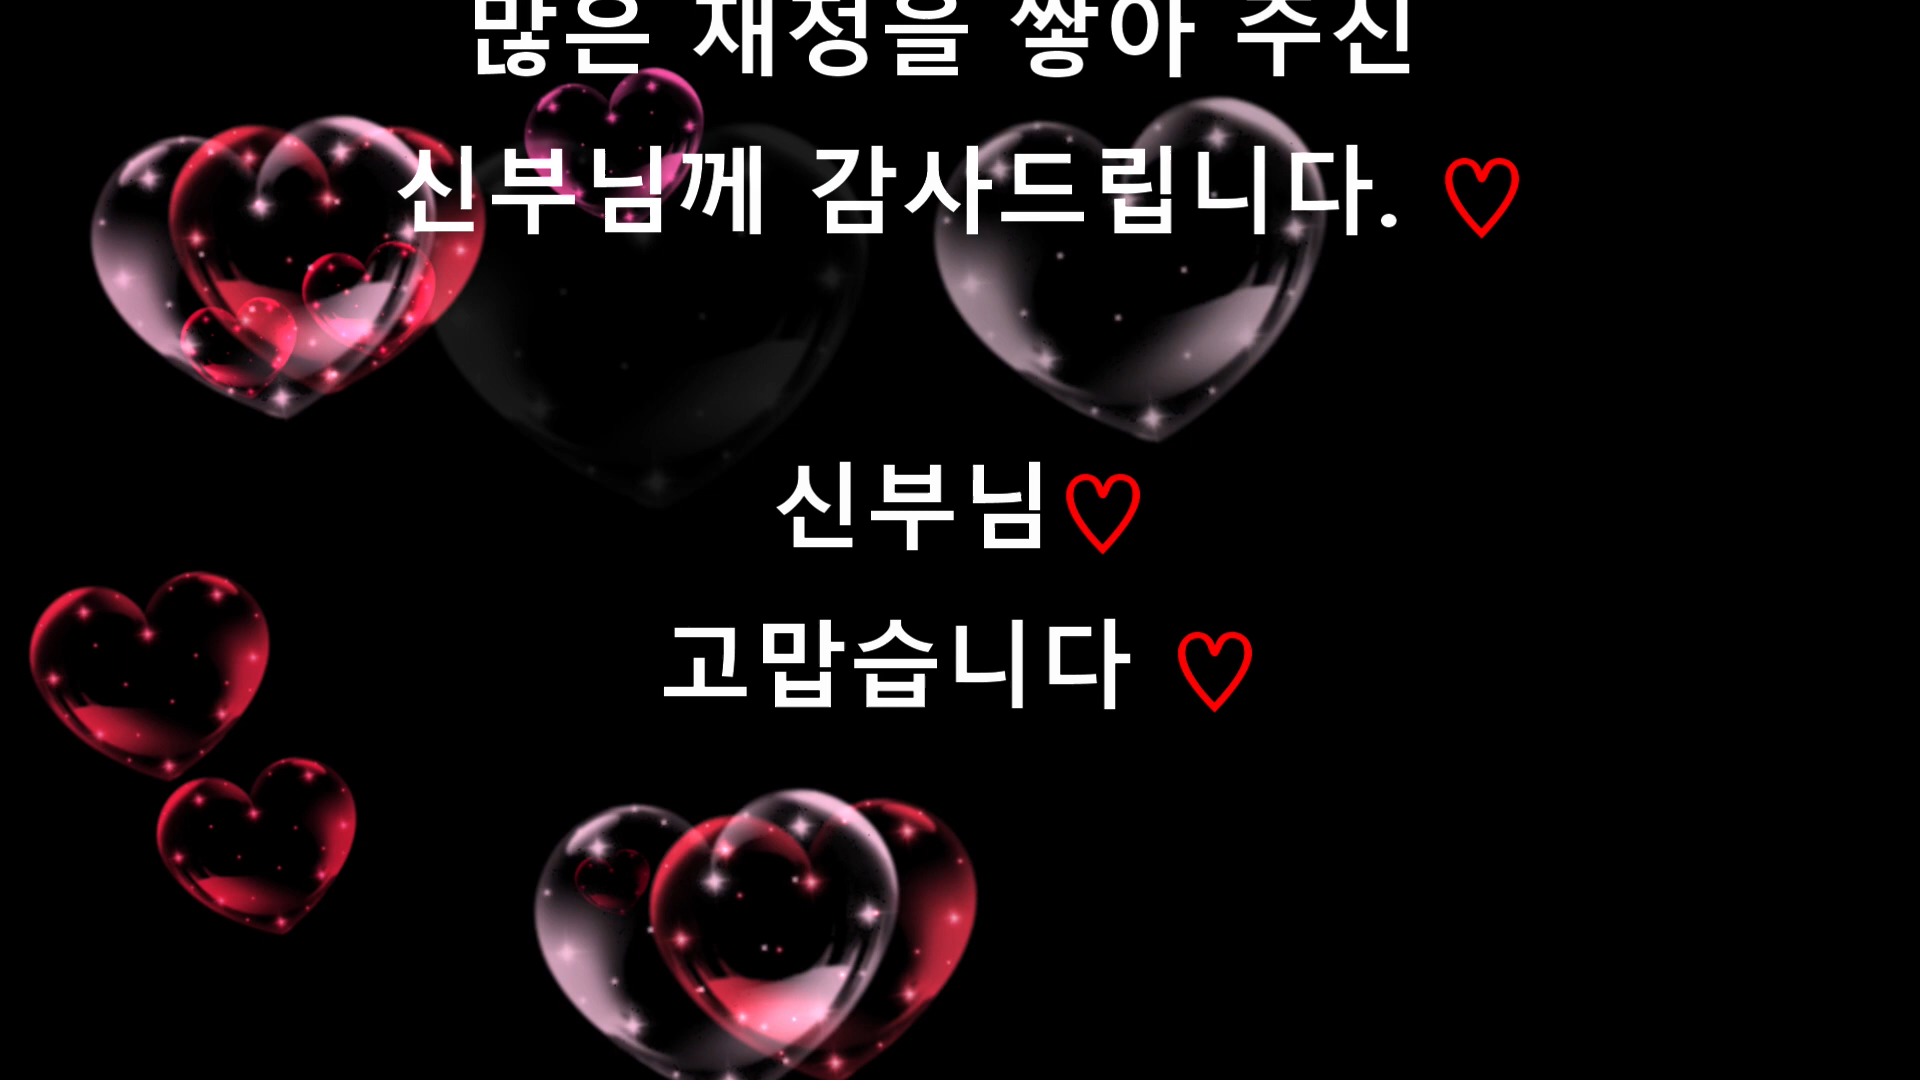 많은 재정을 쌓아 주신
신부님께 감사드립니다. ♡
신부님♡
고맙습니다 ♡